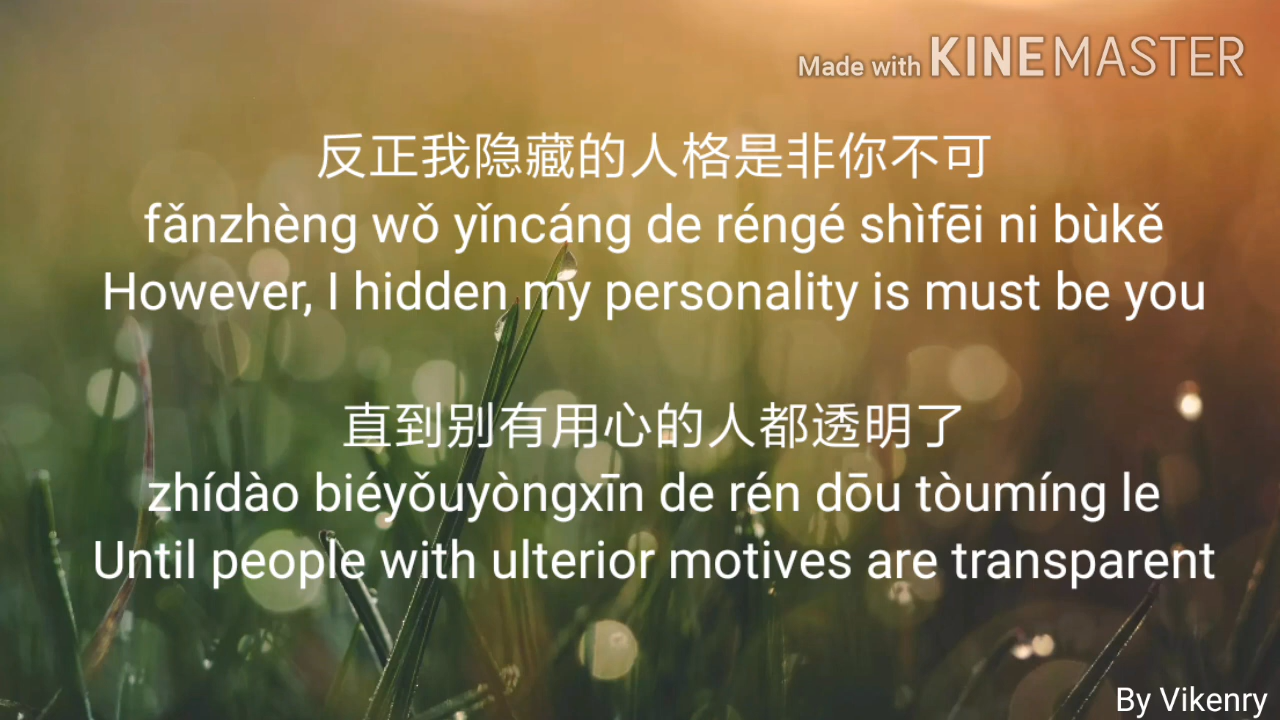 Made with KINEMASTER
反正我隐藏的人格是非你不可
fǎnzhèng wǒ yǐncáng de réngé shìfēi ni bùkě
However, I hidden my personality is must be you
直到别有用心的人都透明了
zhídào biéyǒuyòngxīn de rén dōu tòumíng le
Until people with ulterior motives are transparent
By Vikenry